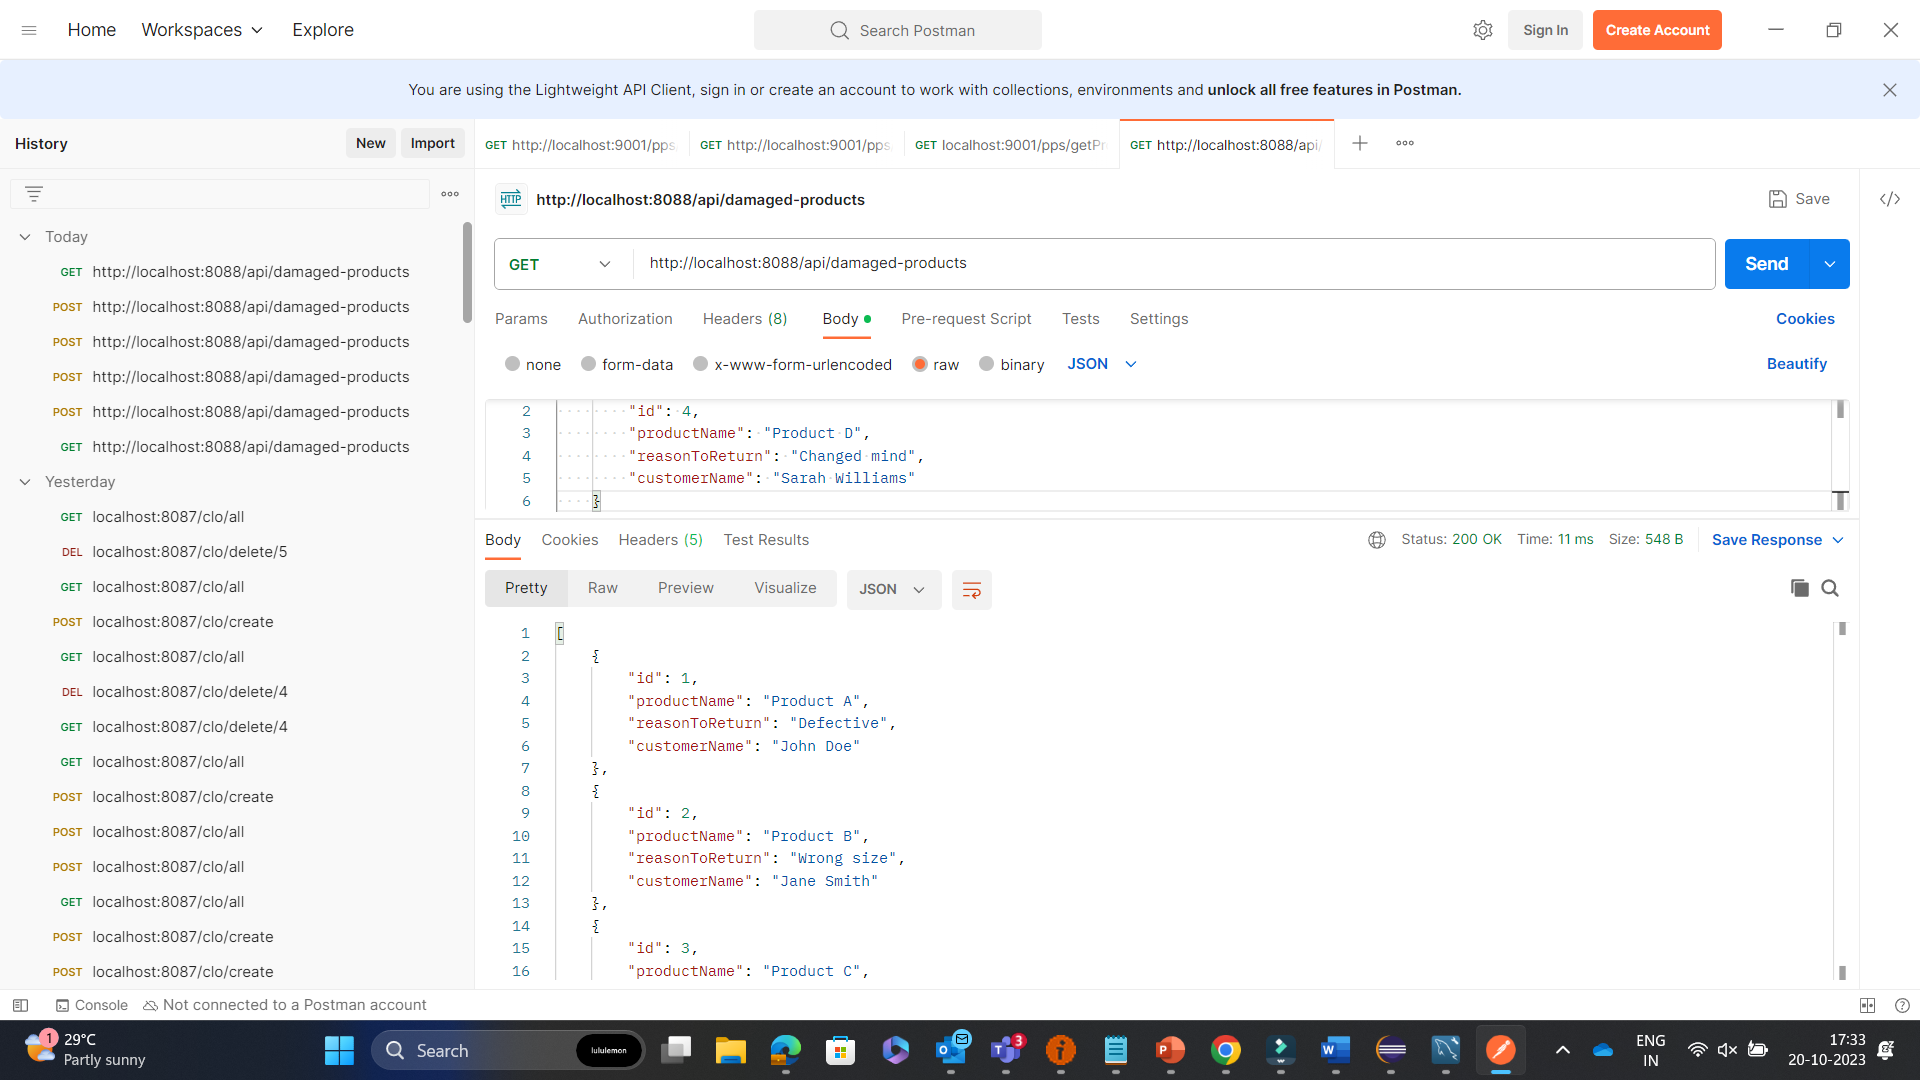 Home Workspaces Explore Search Postman Sign In Create Account
You are using the Lightweight API Client, sign in or create an account to work with collections, environments and unlock all free features in Postman.
History New Import
GET http://localhost:9001/pps, GET http://localhost:9001/pps, GET localhost:9001/pps/getPr GET http://localhost:8088/api/
Today
GET http://localhost:8088/api/damaged-products
POST http://localhost:8088/api/damaged-products
POST http://localhost:8088/api/damaged-products
POST http://localhost:8088/api/damaged-products
POST http://localhost:8088/api/damaged-products
GET http://localhost:8088/api/damaged-products
Yesterday
GET localhost:8087/clo/all
DEL localhost:8087/clo/delete/5
GET localhost:8087/clo/all
POST localhost:8087/clo/create
GET localhost:8087/clo/all
DEL localhost:8087/clo/delete/4
GET localhost:8087/clo/delete/4
GET localhost:8087/clo/all
POST localhost:8087/clo/create
POST localhost:8087/clo/all
POST localhost:8087/clo/all
GET localhost:8087/clo/all
POST localhost:8087/clo/create
POST localhost:8087/clo/create
HTTP http://localhost:8088/api/damaged-products Save </>
GET http://localhost:8088/api/damaged-products Send
Params Authorization Headers (8) Body Pre-request Script Tests Settings Cookies
none form-data x-www-form-urlencoded raw binary JSON Beautify
2 "id": 4,
3 "productName": "Product D",
4 "reasonToReturn": "Changed mind",
5 "customerName": "Sarah Williams"
6 }
Body Cookies Headers (5) Test Results Status: 200 OK Time: 11 ms Size: 548 B Save Response
Pretty Raw Preview Visualize JSON
1 [
2 {
3 "id": 1,
4 "productName": "Product A",
5 "reasonToReturn": "Defective",
6 "customerName": "John Doe"
7 },
8 {
9 "id": 2,
10 "productName": "Product B",
11 "reasonToReturn": "Wrong size",
12 "customerName": "Jane Smith"
13 },
14 {
15 "id": 3,
16 "productName": "Product C",
Console Not connected to a Postman account
1 29°C
Partly sunny
Search lululemon
3
ENG
IN
17:33
20-10-2023